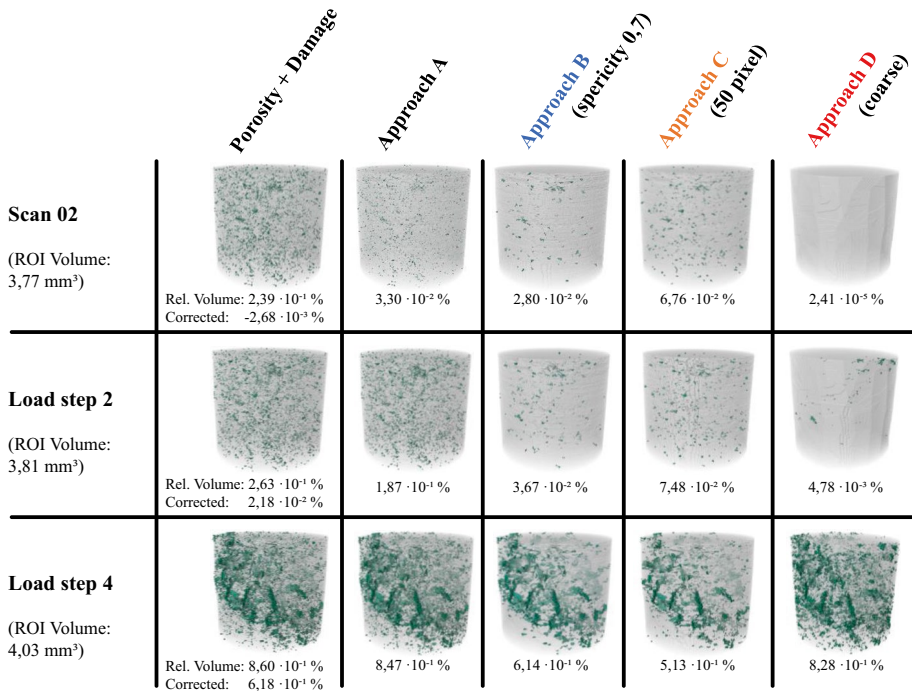 Porosity + Damage
Approach A
Approach B
(spericity 0,7)
Approach C
(50 pixel)
Approach D
(coarse)
Scan 02
(ROI Volume:
3,77 mm³)
Rel. Volume: 2,39 ·10⁻¹ %
Corrected: -2,68 ·10⁻³ %
3,30 ·10⁻² %
2,80 ·10⁻² %
6,76 ·10⁻² %
2,41 ·10⁻⁵ %
Load step 2
(ROI Volume:
3,81 mm³)
Rel. Volume: 2,63 ·10⁻¹ %
Corrected: 2,18 ·10⁻² %
1,87 ·10⁻¹ %
3,67 ·10⁻² %
7,48 ·10⁻² %
4,78 ·10⁻³ %
Load step 4
(ROI Volume:
4,03 mm³)
Rel. Volume: 8,60 ·10⁻¹ %
Corrected: 6,18 ·10⁻¹ %
8,47 ·10⁻¹ %
6,14 ·10⁻¹ %
5,13 ·10⁻¹ %
8,28 ·10⁻¹ %